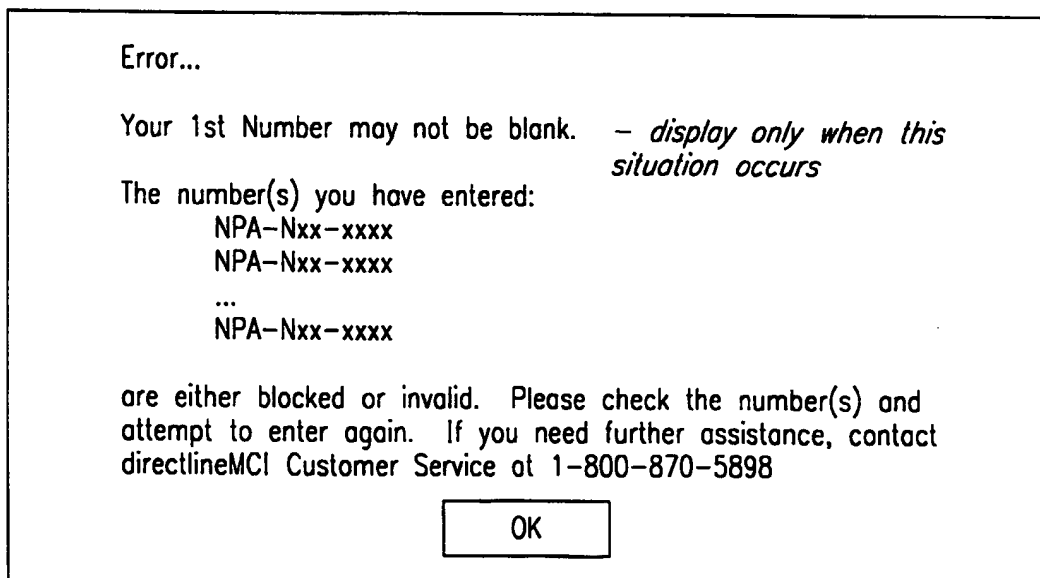 Error...
Your 1st Number may not be blank. – display only when this
situation occurs
The number(s) you have entered:
NPA–Nxx–xxxx
NPA–Nxx–xxxx
...
NPA–Nxx–xxxx
are either blocked or invalid. Please check the number(s) and
attempt to enter again. If you need further assistance, contact
directlineMCI Customer Service at 1–800–870–5898
OK